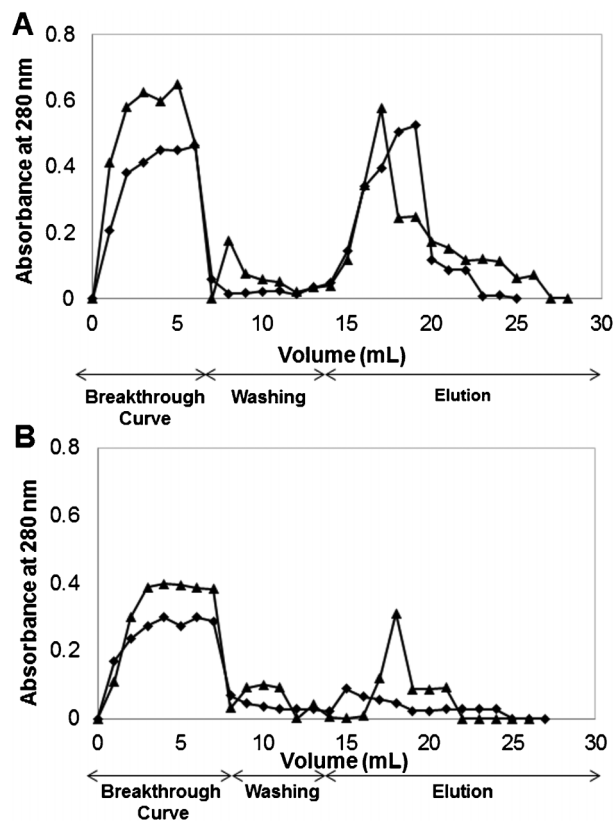 A
Absorbance at 280 nm
0.8
0.6
0.4
0.2
0
0 5 10 15 20 25 30
Volume (mL)
Breakthrough Curve
Washing
Elution
B
Absorbance at 280 nm
0.8
0.6
0.4
0.2
0
0 5 10 15 20 25 30
Volume (mL)
Breakthrough Curve
Washing
Elution